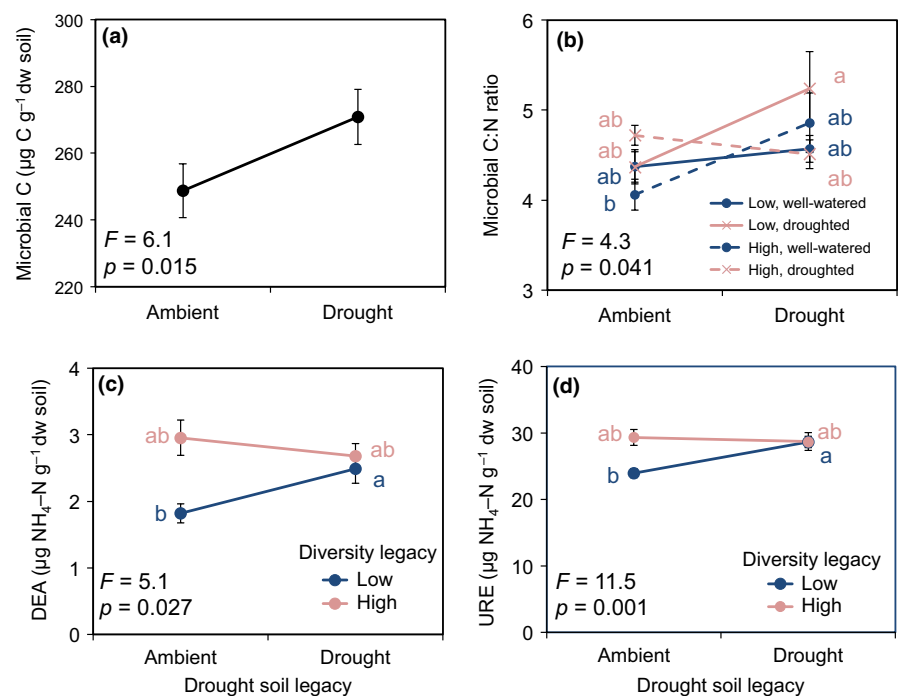 (a)
Microbial C (µg C g⁻¹ dw soil)
300
280
260
240
220
F = 6.1
p = 0.015
Ambient
Drought
(b)
Microbial C:N ratio
6
5
4
3
ab
ab
ab
b
a
ab
ab
ab
Low, well-watered
Low, droughted
High, well-watered
High, droughted
F = 4.3
p = 0.041
Ambient
Drought
(c)
DEA (µg NH₄–N g⁻¹ dw soil)
4
3
2
1
0
ab
ab
b
a
Diversity legacy
Low
High
F = 5.1
p = 0.027
Ambient
Drought
Drought soil legacy
(d)
URE (µg NH₄–N g⁻¹ dw soil)
40
30
20
10
0
ab
ab
b
a
Diversity legacy
Low
High
F = 11.5
p = 0.001
Ambient
Drought
Drought soil legacy